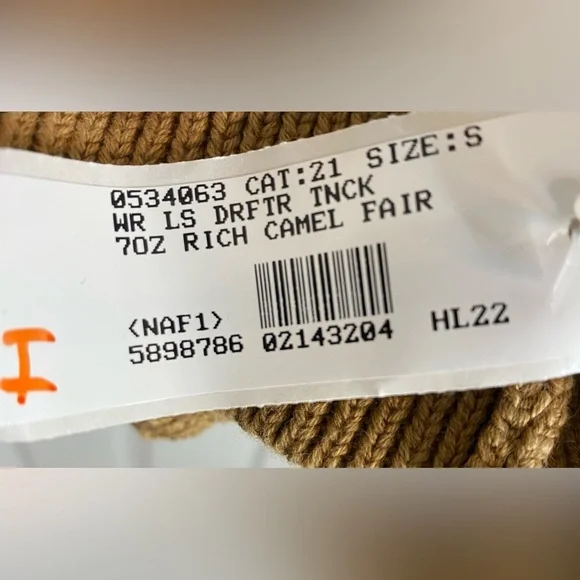 0534063 CAT:21 SIZE:S
WR LS DRFTR TNCK
7OZ RICH CAMEL FAIR
<NAF1>
5898786 02143204 HL22
I